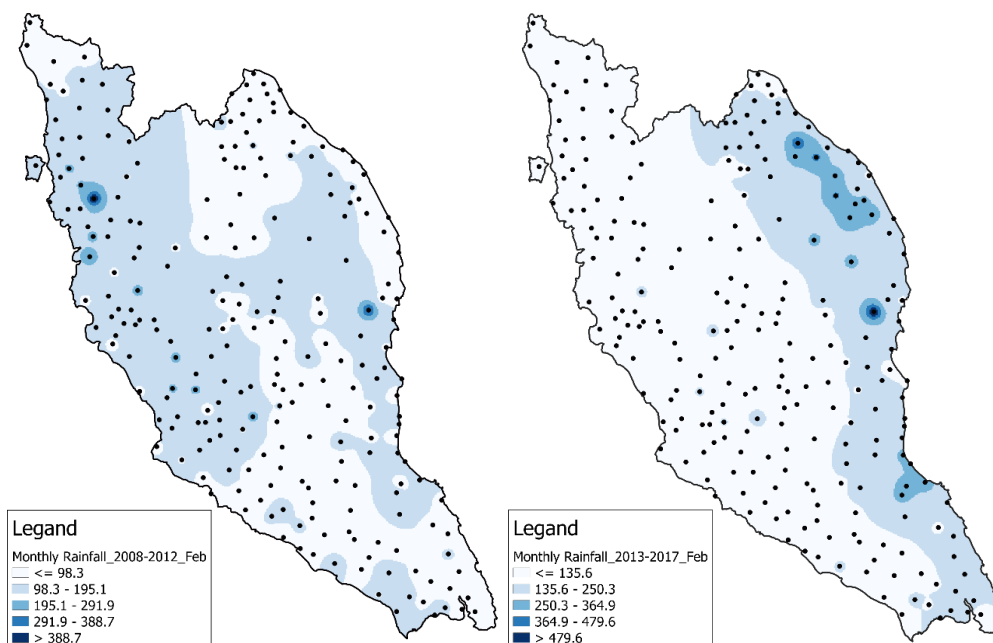 Legand
Monthly Rainfall_2008-2012_Feb
<= 98.3
98.3 - 195.1
195.1 - 291.9
291.9 - 388.7
> 388.7
Legand
Monthly Rainfall_2013-2017_Feb
<= 135.6
135.6 - 250.3
250.3 - 364.9
364.9 - 479.6
> 479.6